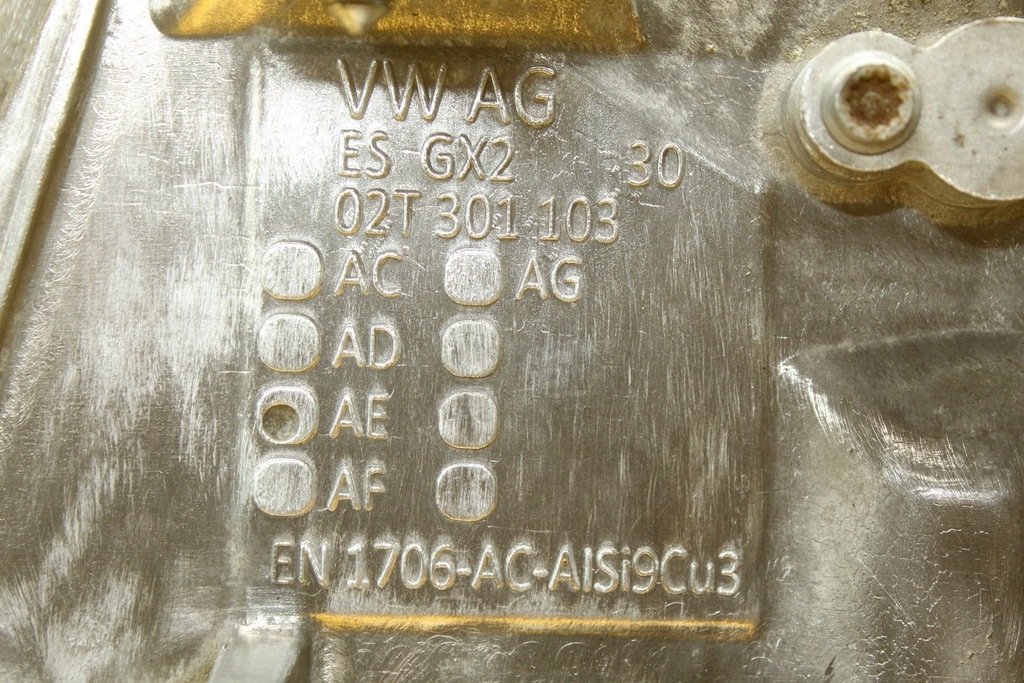 VW AG
ES GX2 30
02T 301 103
AC AG
AD
AE
AF
EN 1706-AC-AlSi9Cu3